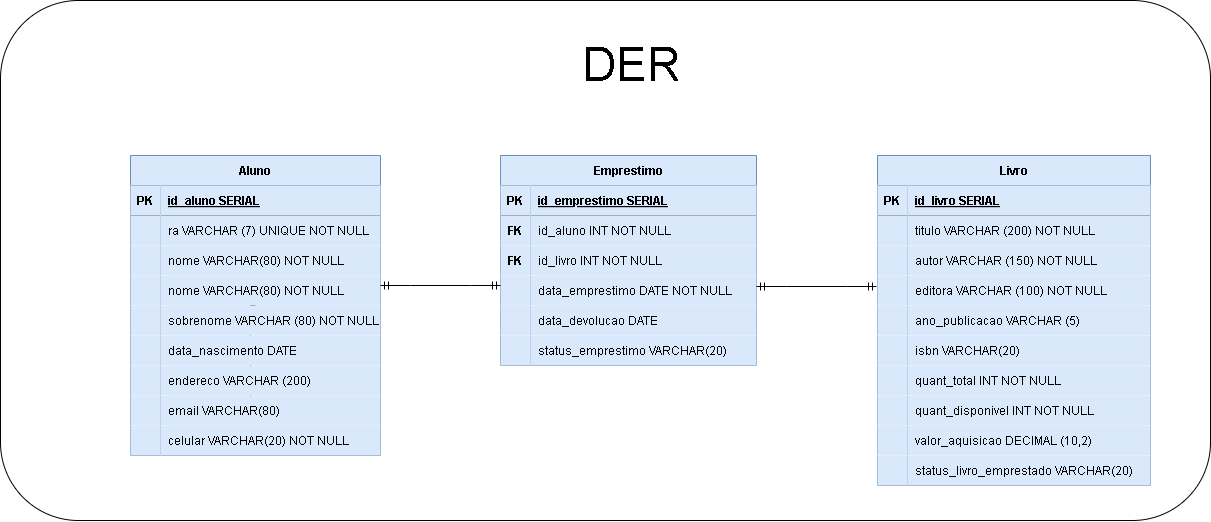 DER
Aluno
PK id_aluno SERIAL
ra VARCHAR (7) UNIQUE NOT NULL
nome VARCHAR(80) NOT NULL
nome VARCHAR(80) NOT NULL
sobrenome VARCHAR (80) NOT NULL
data_nascimento DATE
endereco VARCHAR (200)
email VARCHAR(80)
celular VARCHAR(20) NOT NULL
Emprestimo
PK id_emprestimo SERIAL
FK id_aluno INT NOT NULL
FK id_livro INT NOT NULL
data_emprestimo DATE NOT NULL
data_devolucao DATE
status_emprestimo VARCHAR(20)
Livro
PK id_livro SERIAL
titulo VARCHAR (200) NOT NULL
autor VARCHAR (150) NOT NULL
editora VARCHAR (100) NOT NULL
ano_publicacao VARCHAR (5)
isbn VARCHAR(20)
quant_total INT NOT NULL
quant_disponivel INT NOT NULL
valor_aquisicao DECIMAL (10,2)
status_livro_emprestado VARCHAR(20)